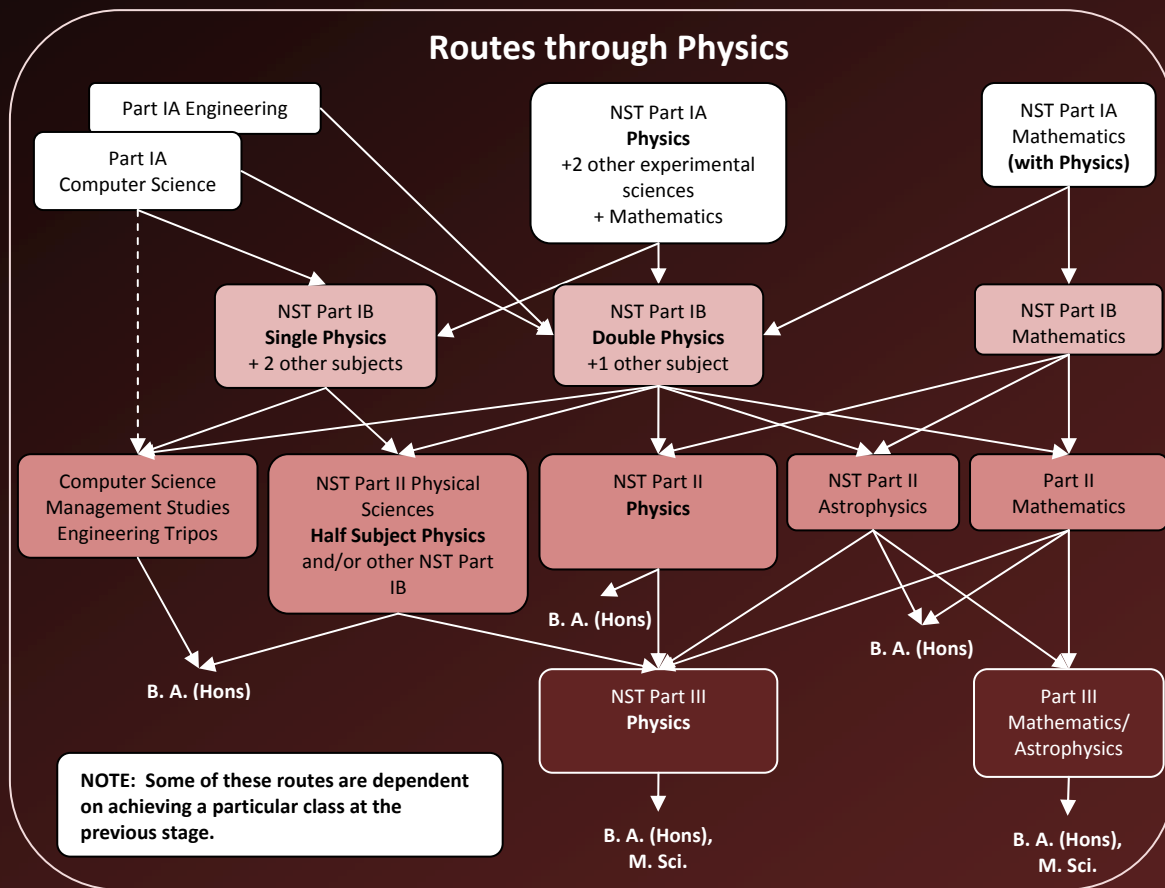 Routes through Physics
Part IA Engineering
Part IA
Computer Science
NST Part IA
Physics
+2 other experimental
sciences
+ Mathematics
NST Part IA
Mathematics
(with Physics)
NST Part IB
Single Physics
+ 2 other subjects
NST Part IB
Double Physics
+1 other subject
NST Part IB
Mathematics
Computer Science
Management Studies
Engineering Tripos
NST Part II Physical
Sciences
Half Subject Physics
and/or other NST Part
IB
NST Part II
Physics
NST Part II
Astrophysics
Part II
Mathematics
B. A. (Hons)
B. A. (Hons)
B. A. (Hons)
NST Part III
Physics
Part III
Mathematics/
Astrophysics
NOTE: Some of these routes are dependent
on achieving a particular class at the
previous stage.
B. A. (Hons),
M. Sci.
B. A. (Hons),
M. Sci.